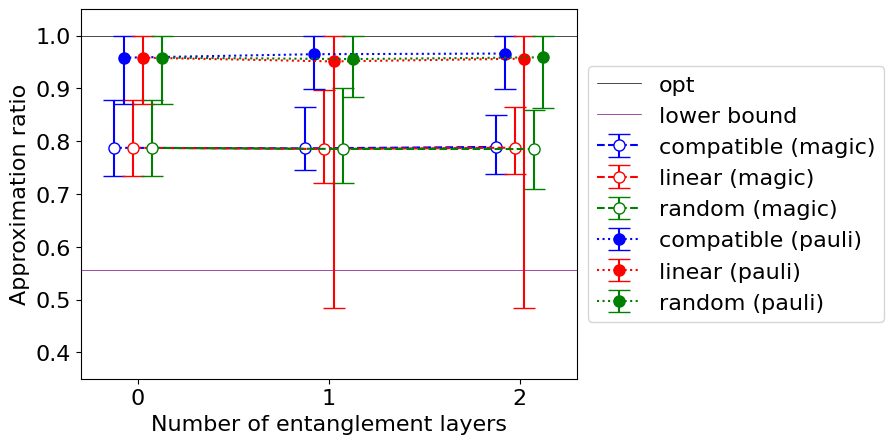 1.0
0.9
0.8
0.7
0.6
0.5
0.4
Approximation ratio
0
1
2
Number of entanglement layers
opt
lower bound
compatible (magic)
linear (magic)
random (magic)
compatible (pauli)
linear (pauli)
random (pauli)